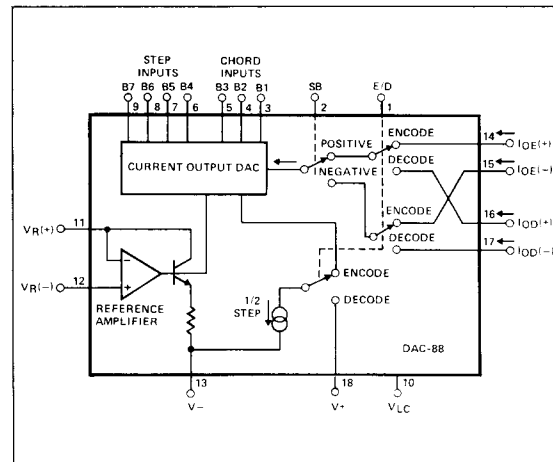 STEP INPUTS
CHORD INPUTS
B7 B6 B5 B4 B3 B2 B1 SB E/D
9 8 7 6 5 4 3 2 1
CURRENT OUTPUT DAC
POSITIVE
NEGATIVE
ENCODE
DECODE
14 IOE(+)
15 IOE(−)
ENCODE
DECODE
16 IOD(+)
17 IOD(−)
VR(+) 11
VR(−) 12
REFERENCE AMPLIFIER
1/2 STEP
ENCODE
DECODE
DAC-88
13 18 10
V− V+ VLC